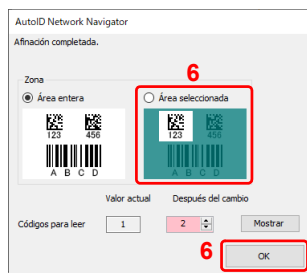 AutoID Network Navigator
Afinación completada.
Zona
6
Área entera
Área seleccionada
123 456
A B C D
123 456
A B C D
Valor actual Después del cambio
Códigos para leer 1 2 Mostrar
6 OK